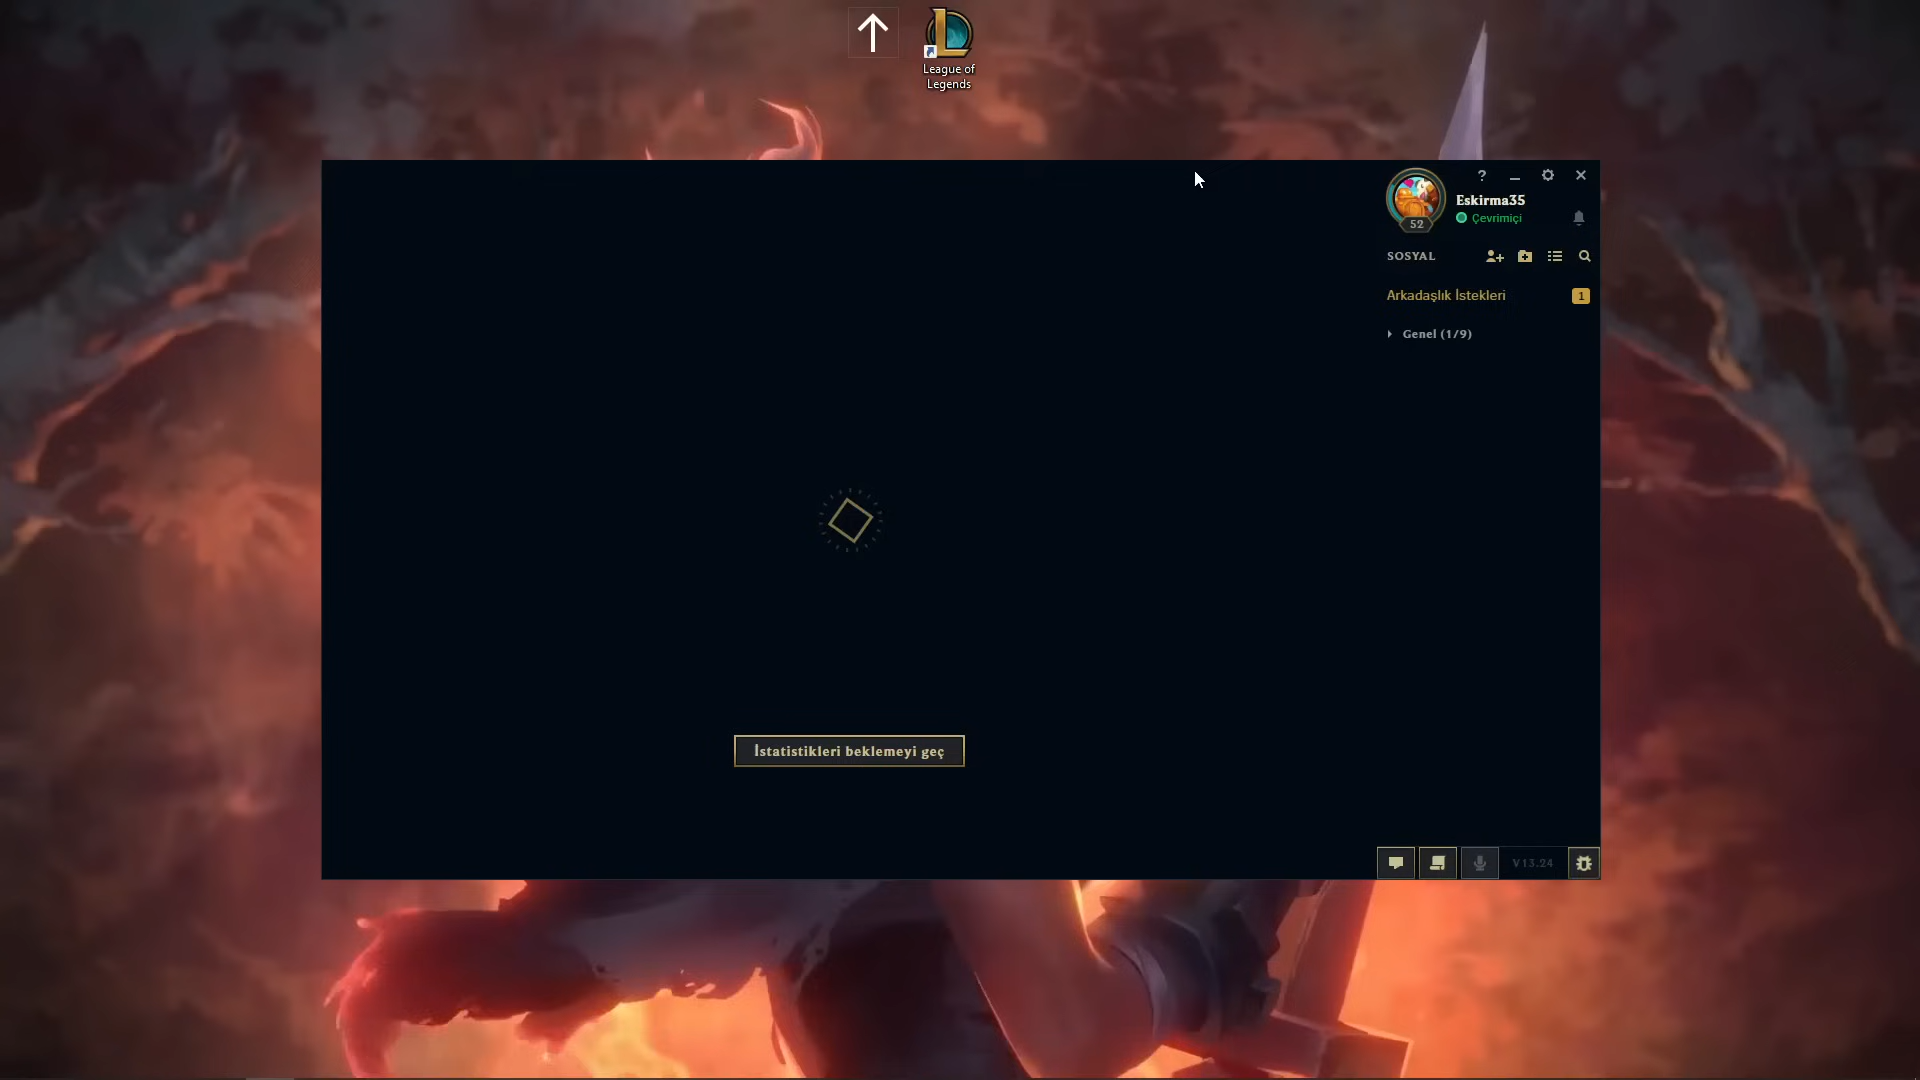 League of
Legends
?
Eskirma35
52
Çevrimiçi
SOSYAL
Arkadaşlık İstekleri
1
Genel (1/9)
İstatistikleri beklemeyi geç
V13.24